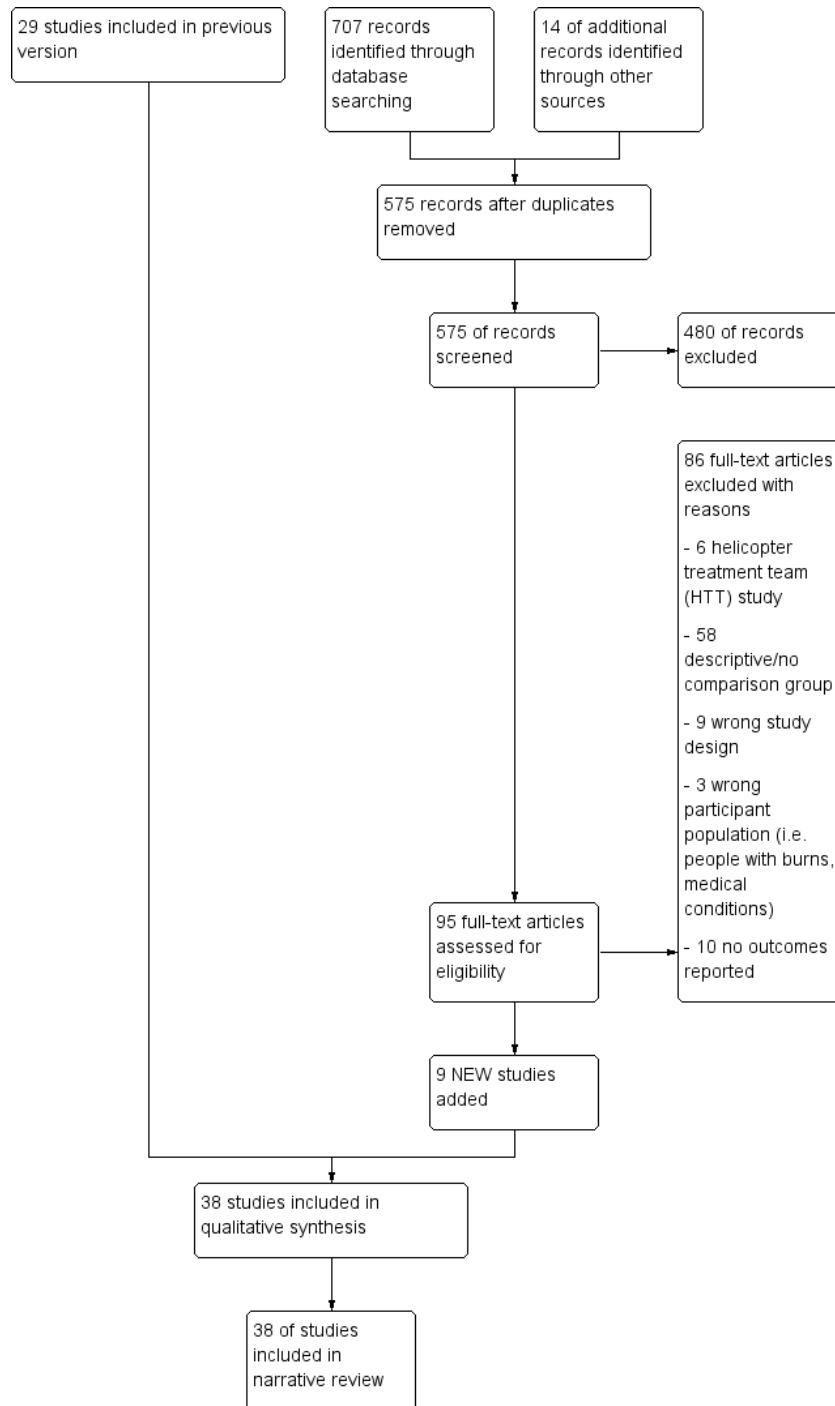 29 studies included in previous
version
707 records
identified through
database
searching
14 of additional
records identified
through other
sources
575 records after duplicates
removed
575 of records
screened
480 of records
excluded
86 full-text articles
excluded with
reasons
- 6 helicopter
treatment team
(HTT) study
- 58
descriptive/no
comparison group
- 9 wrong study
design
- 3 wrong
participant
population (i.e.
people with burns,
medical
conditions)
- 10 no outcomes
reported
95 full-text articles
assessed for
eligibility
9 NEW studies
added
38 studies included in
qualitative synthesis
38 of studies
included in
narrative review